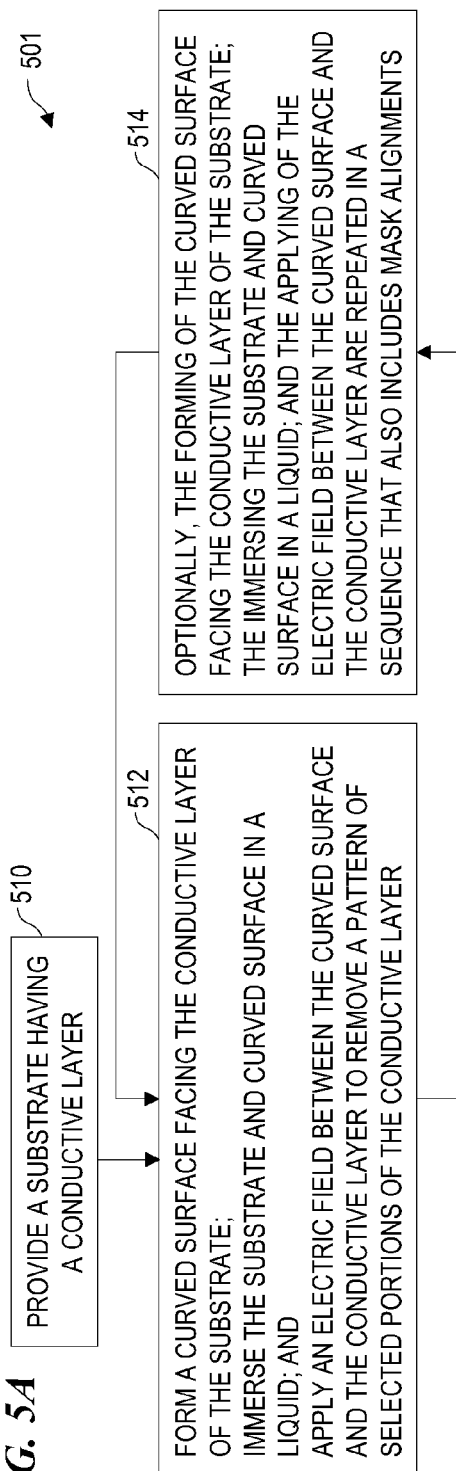 G. 5A
501
510
PROVIDE A SUBSTRATE HAVING
A CONDUCTIVE LAYER
512
FORM A CURVED SURFACE FACING THE CONDUCTIVE LAYER
OF THE SUBSTRATE;
IMMERSE THE SUBSTRATE AND CURVED SURFACE IN A
LIQUID; AND
APPLY AN ELECTRIC FIELD BETWEEN THE CURVED SURFACE
AND THE CONDUCTIVE LAYER TO REMOVE A PATTERN OF
SELECTED PORTIONS OF THE CONDUCTIVE LAYER
514
OPTIONALLY, THE FORMING OF THE CURVED SURFACE
FACING THE CONDUCTIVE LAYER OF THE SUBSTRATE;
THE IMMERSING THE SUBSTRATE AND CURVED
SURFACE IN A LIQUID; AND THE APPLYING OF THE
ELECTRIC FIELD BETWEEN THE CURVED SURFACE AND
THE CONDUCTIVE LAYER ARE REPEATED IN A
SEQUENCE THAT ALSO INCLUDES MASK ALIGNMENTS